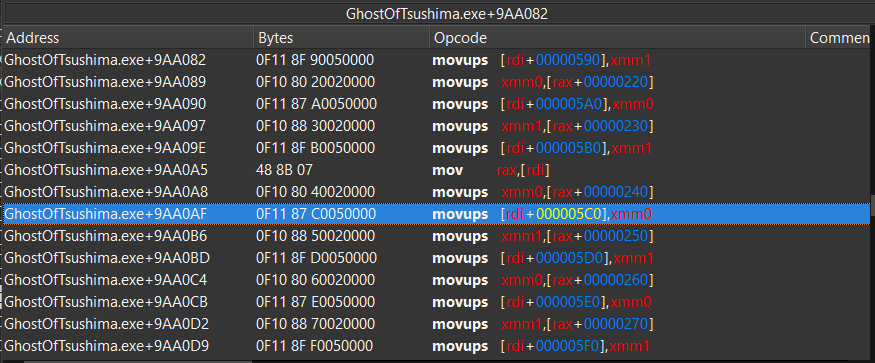 GhostOfTsushima.exe+9AA082
Address Bytes Opcode Commen
GhostOfTsushima.exe+9AA082 0F11 8F 90050000 movups [rdi+00000590],xmm1
GhostOfTsushima.exe+9AA089 0F10 80 20020000 movups xmm0,[rax+00000220]
GhostOfTsushima.exe+9AA090 0F11 87 A0050000 movups [rdi+000005A0],xmm0
GhostOfTsushima.exe+9AA097 0F10 88 30020000 movups xmm1,[rax+00000230]
GhostOfTsushima.exe+9AA09E 0F11 8F B0050000 movups [rdi+000005B0],xmm1
GhostOfTsushima.exe+9AA0A5 48 8B 07 mov rax,[rdi]
GhostOfTsushima.exe+9AA0A8 0F10 80 40020000 movups xmm0,[rax+00000240]
GhostOfTsushima.exe+9AA0AF 0F11 87 C0050000 movups [rdi+000005C0],xmm0
GhostOfTsushima.exe+9AA0B6 0F10 88 50020000 movups xmm1,[rax+00000250]
GhostOfTsushima.exe+9AA0BD 0F11 8F D0050000 movups [rdi+000005D0],xmm1
GhostOfTsushima.exe+9AA0C4 0F10 80 60020000 movups xmm0,[rax+00000260]
GhostOfTsushima.exe+9AA0CB 0F11 87 E0050000 movups [rdi+000005E0],xmm0
GhostOfTsushima.exe+9AA0D2 0F10 88 70020000 movups xmm1,[rax+00000270]
GhostOfTsushima.exe+9AA0D9 0F11 8F F0050000 movups [rdi+000005F0],xmm1